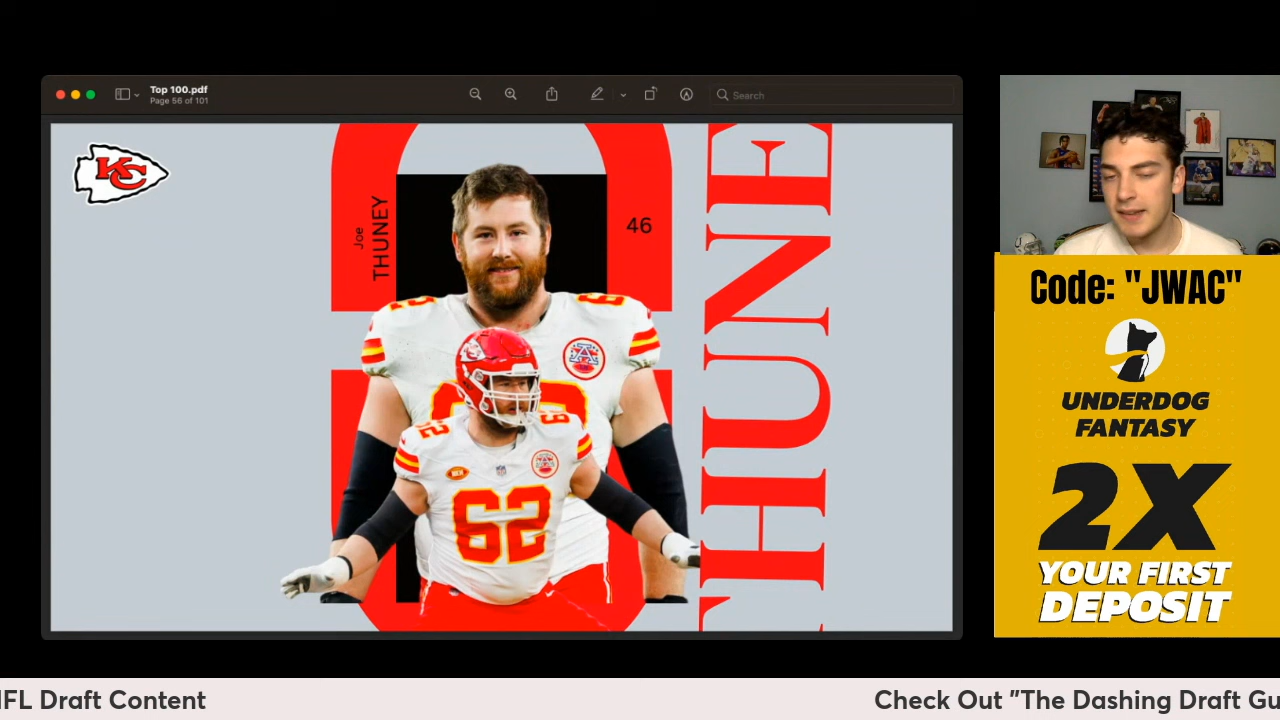 Top 100.pdf
Page 56 of 101
Search
KC
Joe
THUNEY
46
THUNE
62
62
Code: "JWAC"
UNDERDOG
FANTASY
2X
YOUR FIRST
DEPOSIT
NFL Draft Content
Check Out "The Dashing Draft Gu